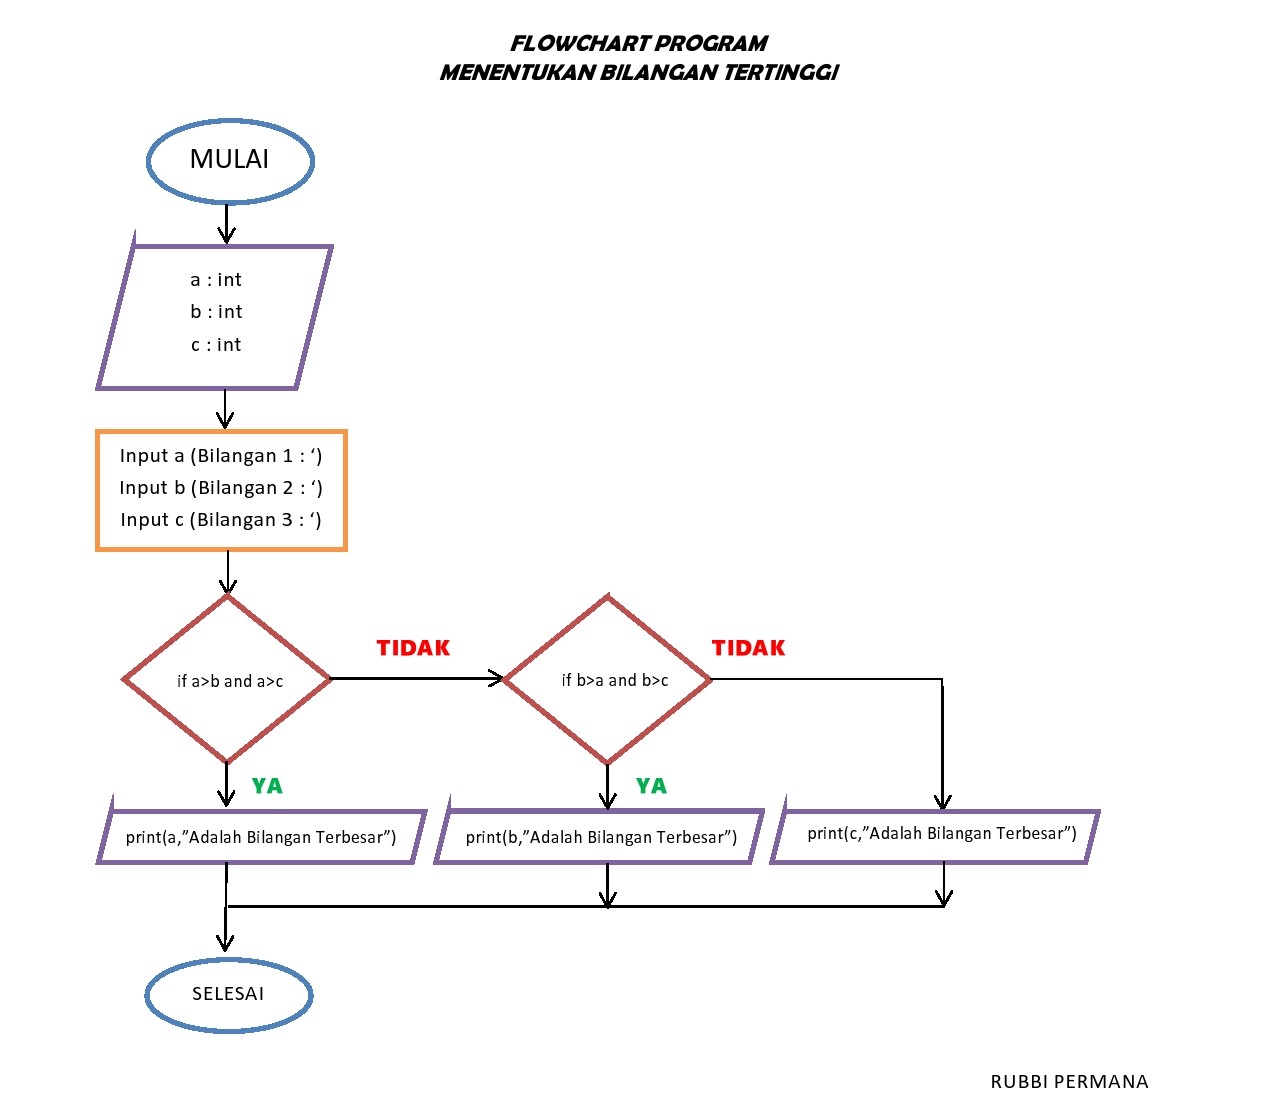 FLOWCHART PROGRAM
MENENTUKAN BILANGAN TERTINGGI
MULAI
a : int
b : int
c : int
Input a (Bilangan 1 : ‘)
Input b (Bilangan 2 : ‘)
Input c (Bilangan 3 : ‘)
if a>b and a>c
TIDAK
if b>a and b>c
TIDAK
YA
YA
print(a,”Adalah Bilangan Terbesar”)
print(b,”Adalah Bilangan Terbesar”)
print(c,”Adalah Bilangan Terbesar”)
SELESAI
RUBBI PERMANA